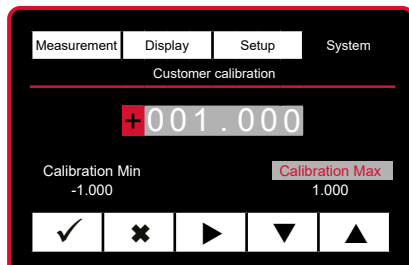 Measurement Display Setup System
Customer calibration
+001.000
Calibration Min Calibration Max
-1.000 1.000